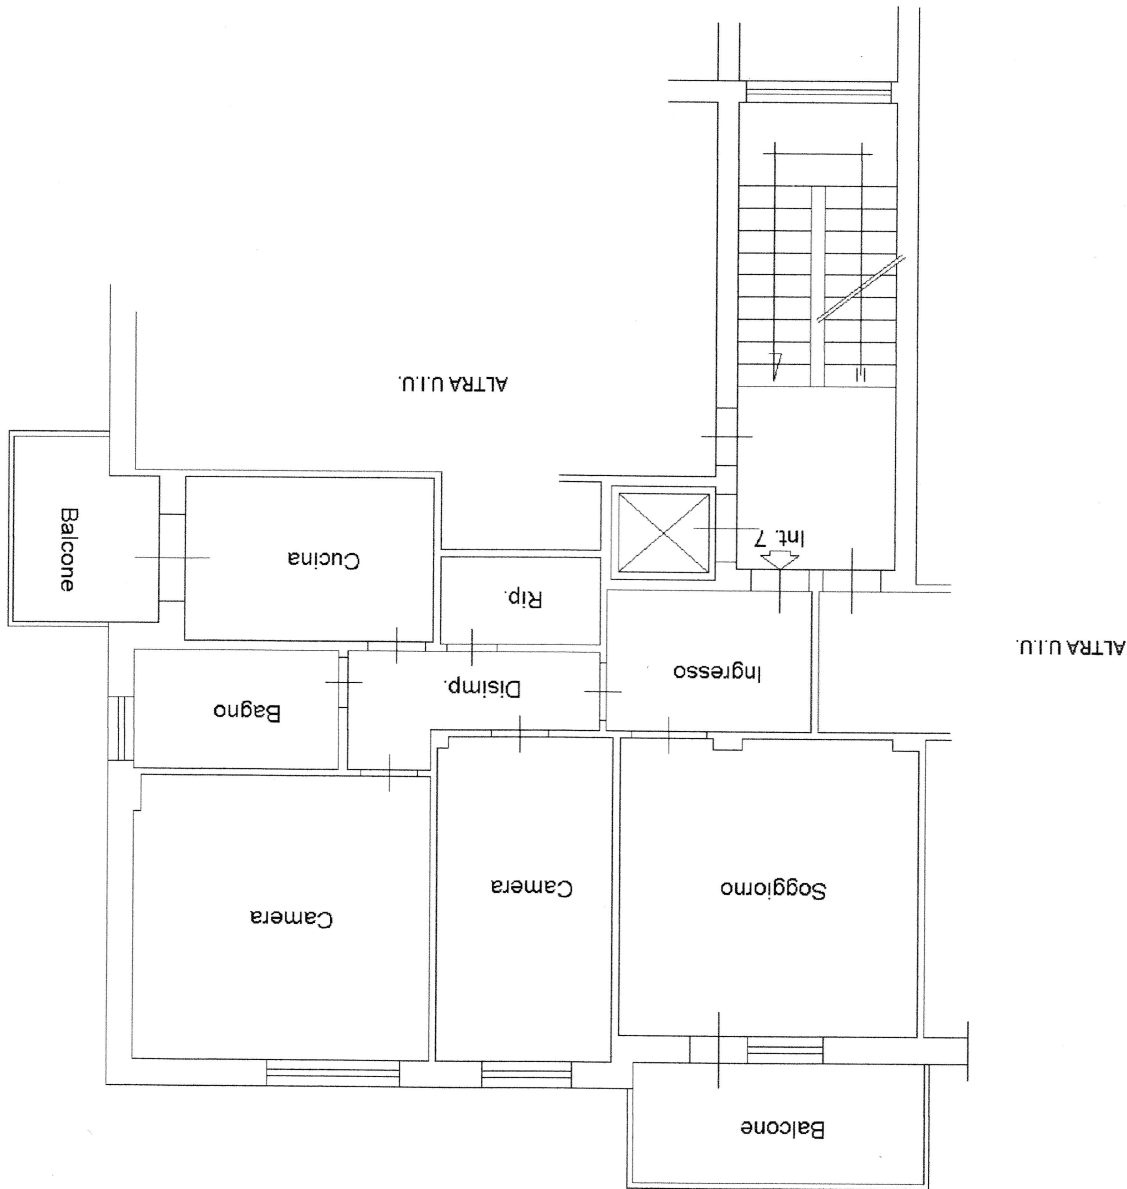 Balcone
Soggiorno
Camera
Camera
Ingresso
Disimp.
Bagno
ALTRA U.I.U.
Rip.
Int. 7
Cucina
Balcone
ALTRA U.I.U.